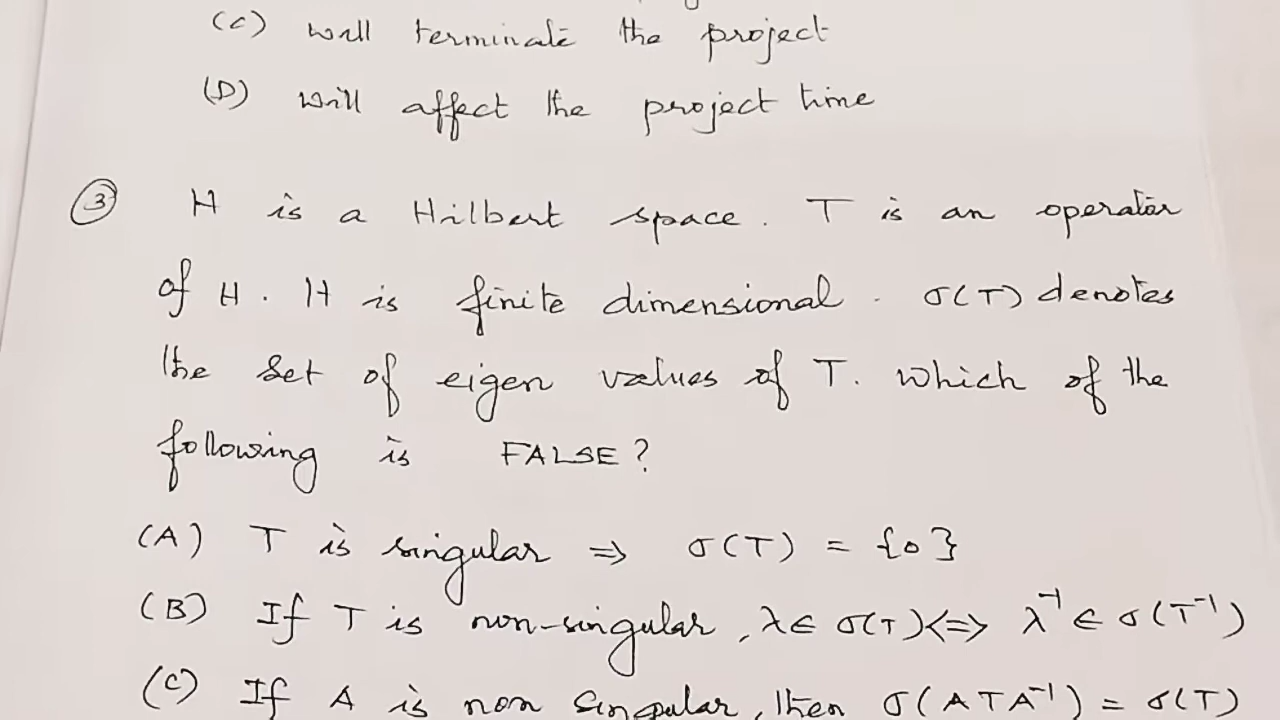 (C) will terminate the project
(D) will affect the project time
(3) H is a Hilbert space. T is an operator
of H. H is finite dimensional. σ(T) denotes
the set of eigen values of T. which of the
following is FALSE?
(A) T is singular ⇒ σ(T) = {0}
(B) If T is non-singular, λ∈ σ(T) <=> λ⁻¹ ∈ σ(T⁻¹)
(C) If A is non singular, then σ(ATA⁻¹) = σ(T)